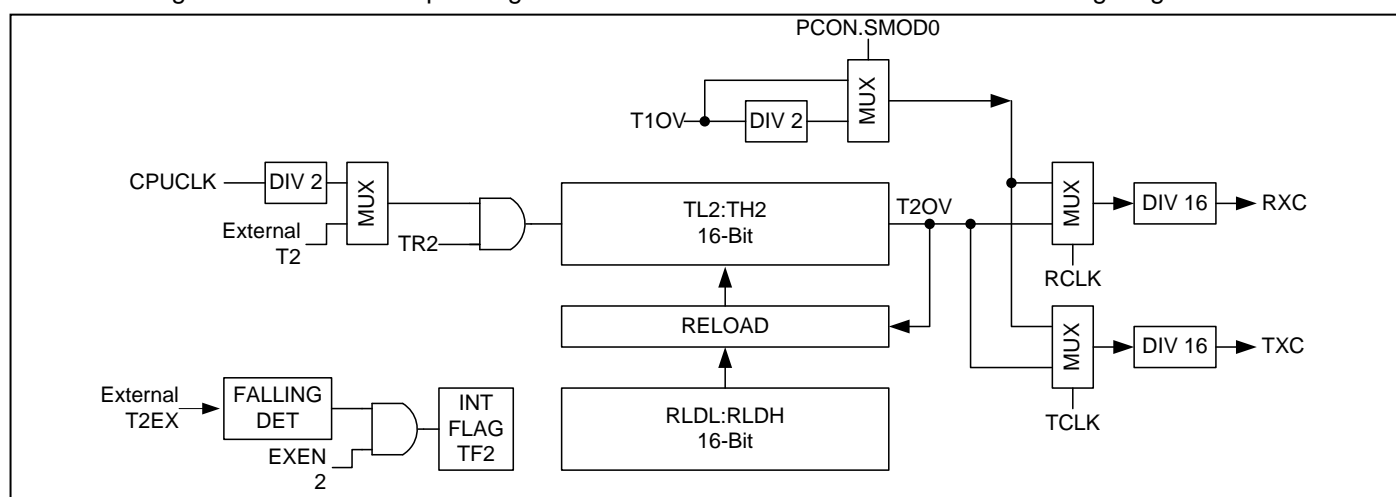 PCON.SMOD0
MUX
T1OV
DIV 2
CPUCLK
DIV 2
MUX
External
T2
TR2
TL2:TH2
16-Bit
T2OV
MUX
DIV 16
RXC
RCLK
RELOAD
MUX
DIV 16
TXC
TCLK
External
T2EX
FALLING
DET
EXEN
2
INT
FLAG
TF2
RLDL:RLDH
16-Bit